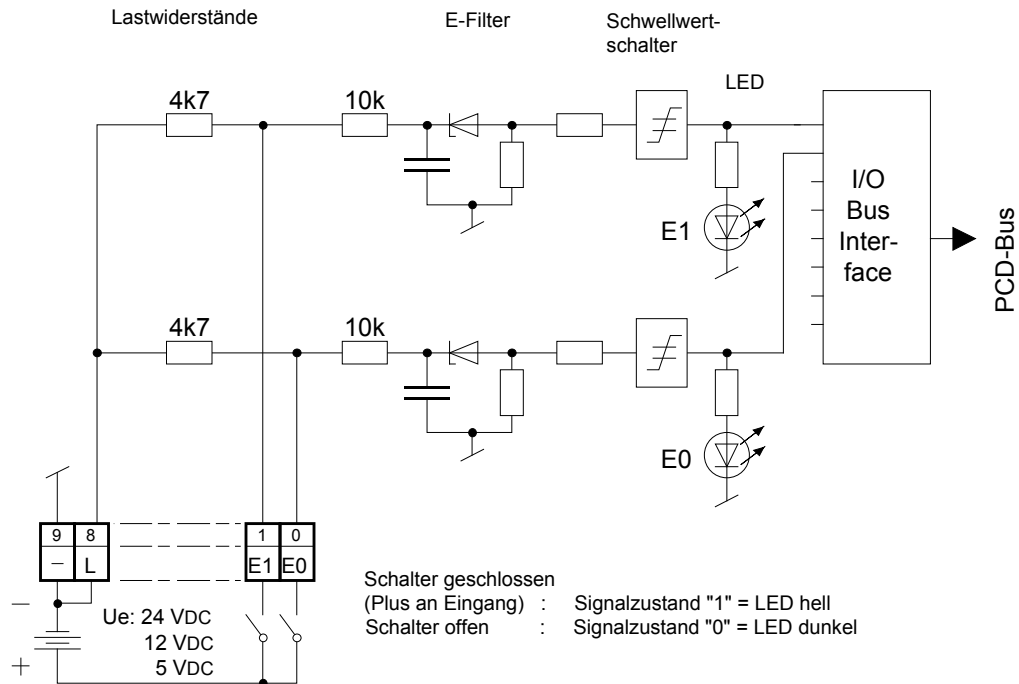 Lastwiderstände
E-Filter
Schwellwert-
schalter
LED
4k7
10k
E1
I/O
Bus
Inter-
face
PCD-Bus
4k7
10k
E0
9 8 1 0
– L E1 E0
–
+
Ue: 24 VDC
12 VDC
5 VDC
Schalter geschlossen
(Plus an Eingang) : Signalzustand "1" = LED hell
Schalter offen : Signalzustand "0" = LED dunkel